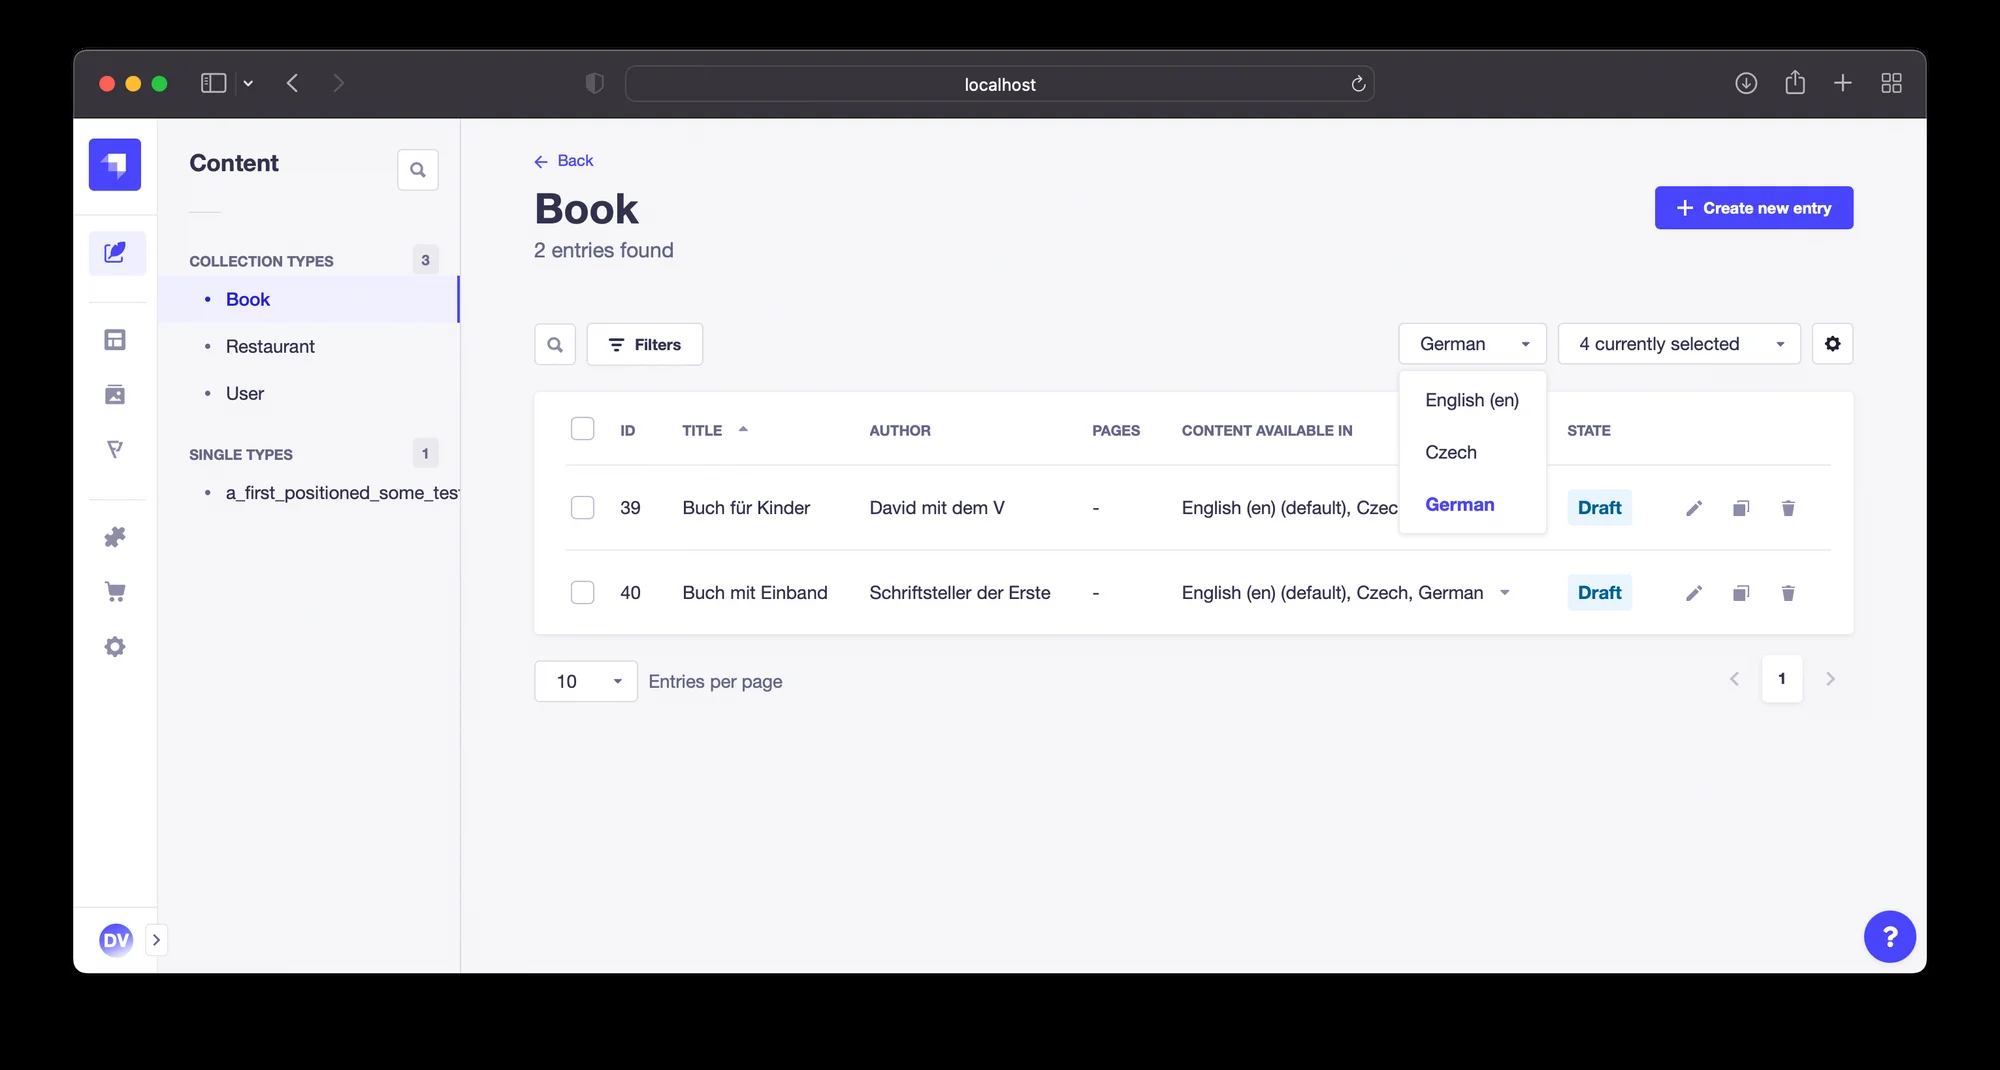 localhost
Content
COLLECTION TYPES 3
Book
Restaurant
User
SINGLE TYPES 1
a_first_positioned_some_tes
DV
Back
Book
2 entries found
Create new entry
Filters
German
4 currently selected
English (en)
Czech
German
ID TITLE AUTHOR PAGES CONTENT AVAILABLE IN STATE
39 Buch für Kinder David mit dem V - English (en) (default), Czec Draft
40 Buch mit Einband Schriftsteller der Erste - English (en) (default), Czech, German Draft
10 Entries per page
1
?